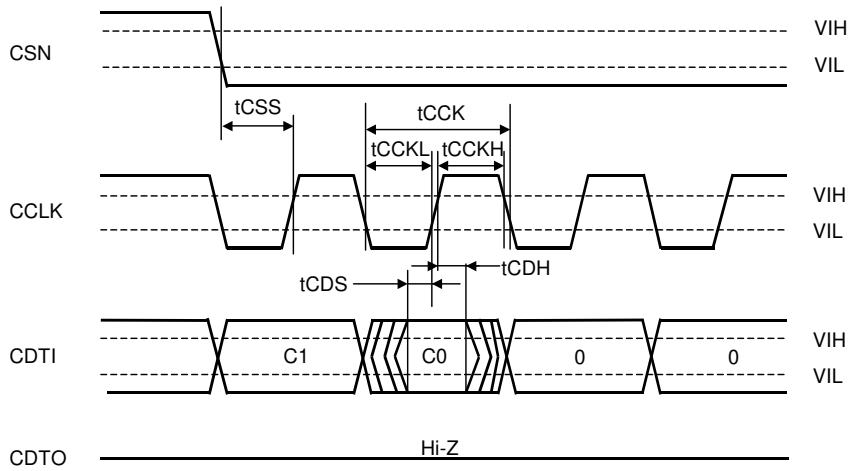 VIH
CSN
VIL
tCSS
tCCK
tCCKL
tCCKH
VIH
CCLK
VIL
tCDS
tCDH
VIH
CDTI
C1
C0
0
0
VIL
Hi-Z
CDTO